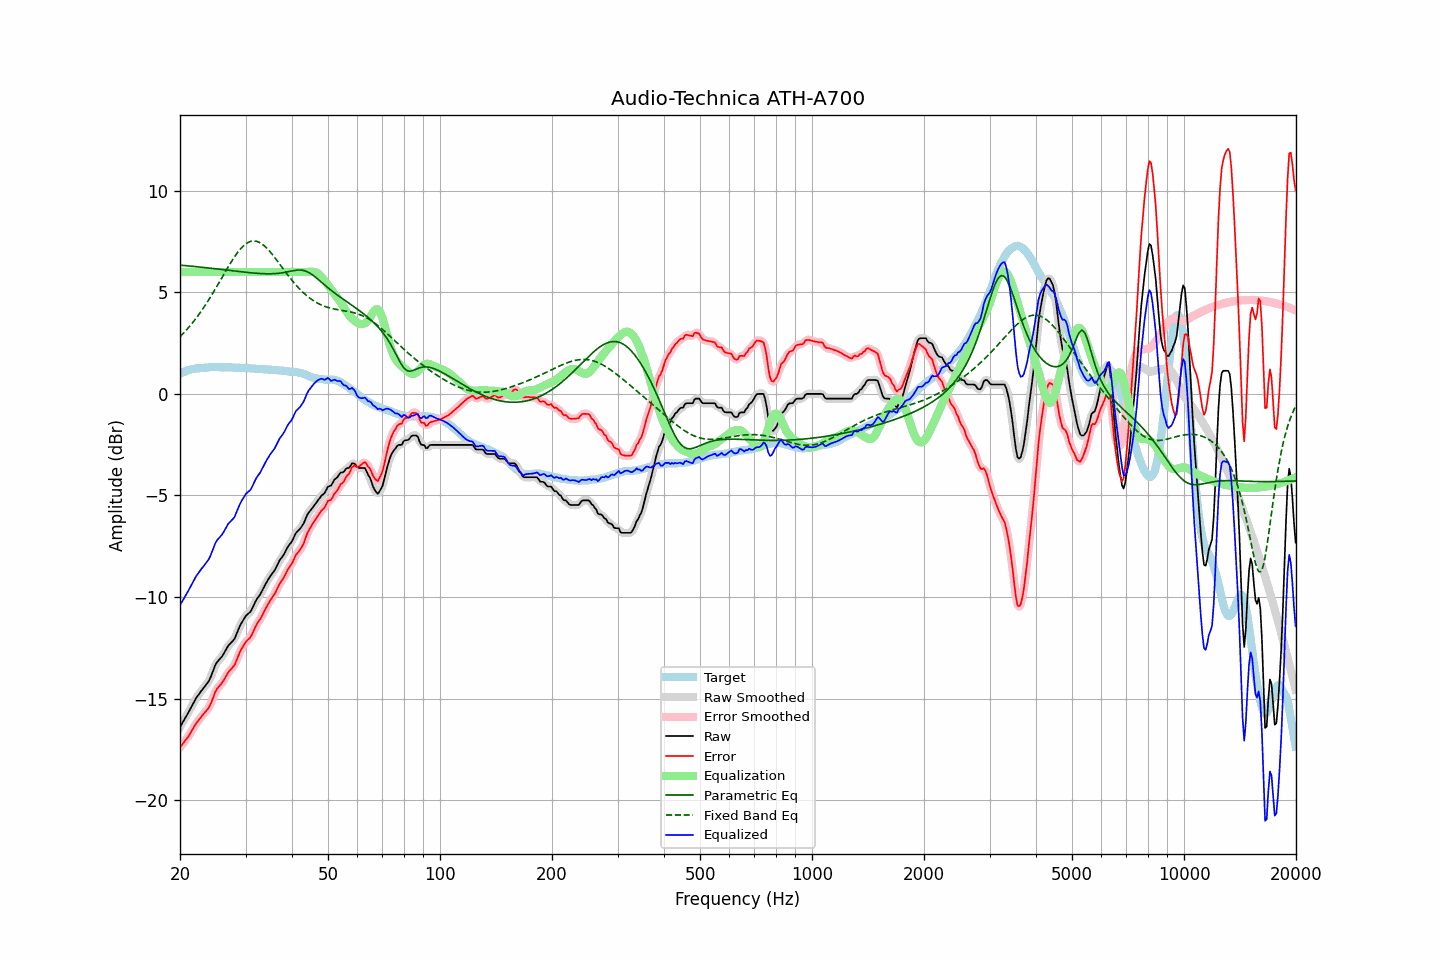 Audio-Technica ATH-A700
10
5
0
−5
−10
−15
−20
Amplitude (dBr)
Target
Raw Smoothed
Error Smoothed
Raw
Error
Equalization
Parametric Eq
Fixed Band Eq
Equalized
20 50 100 200 500 1000 2000 5000 10000 20000
Frequency (Hz)